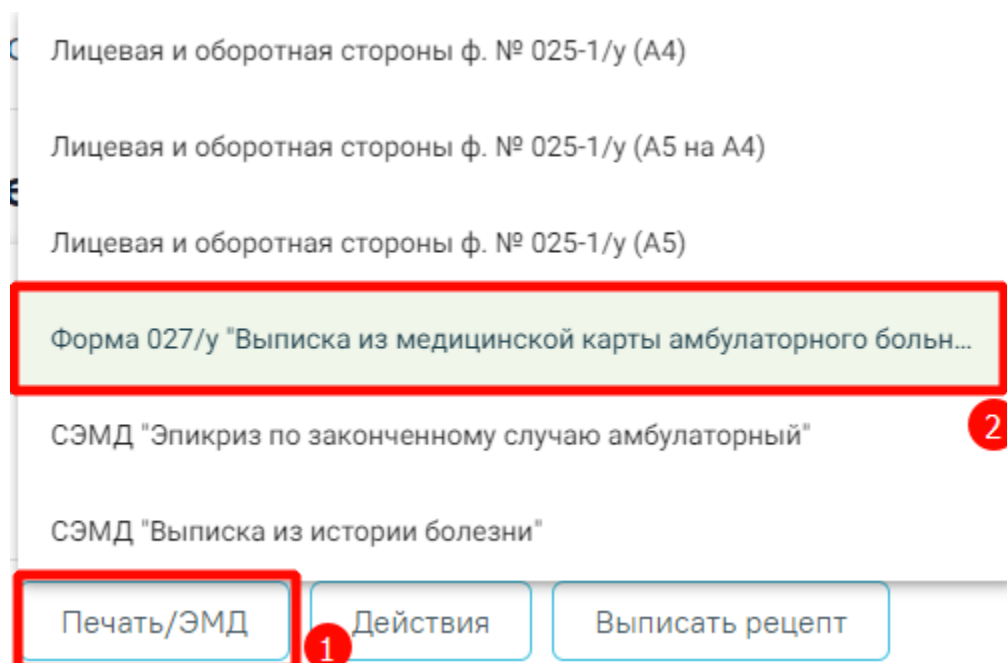 Лицевая и оборотная стороны ф. № 025-1/у (А4)
Лицевая и оборотная стороны ф. № 025-1/у (А5 на А4)
Лицевая и оборотная стороны ф. № 025-1/у (А5)
Форма 027/у "Выписка из медицинской карты амбулаторного больн...
2
СЭМД "Эпикриз по законченному случаю амбулаторный"
СЭМД "Выписка из истории болезни"
Печать/ЭМД 1 Действия Выписать рецепт